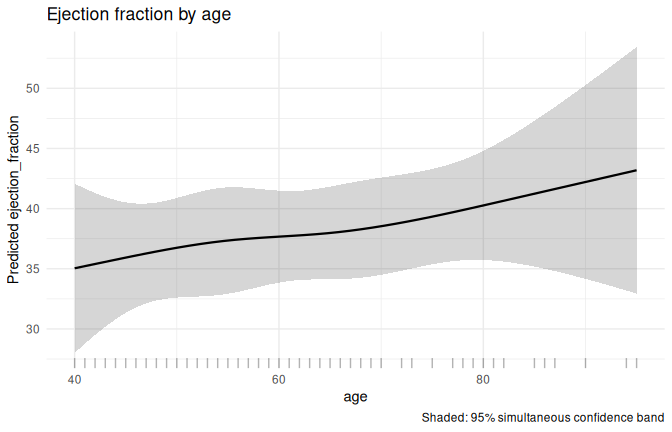 Ejection fraction by age
Predicted ejection_fraction
50
45
40
35
30
40
60
80
age
Shaded: 95% simultaneous confidence band